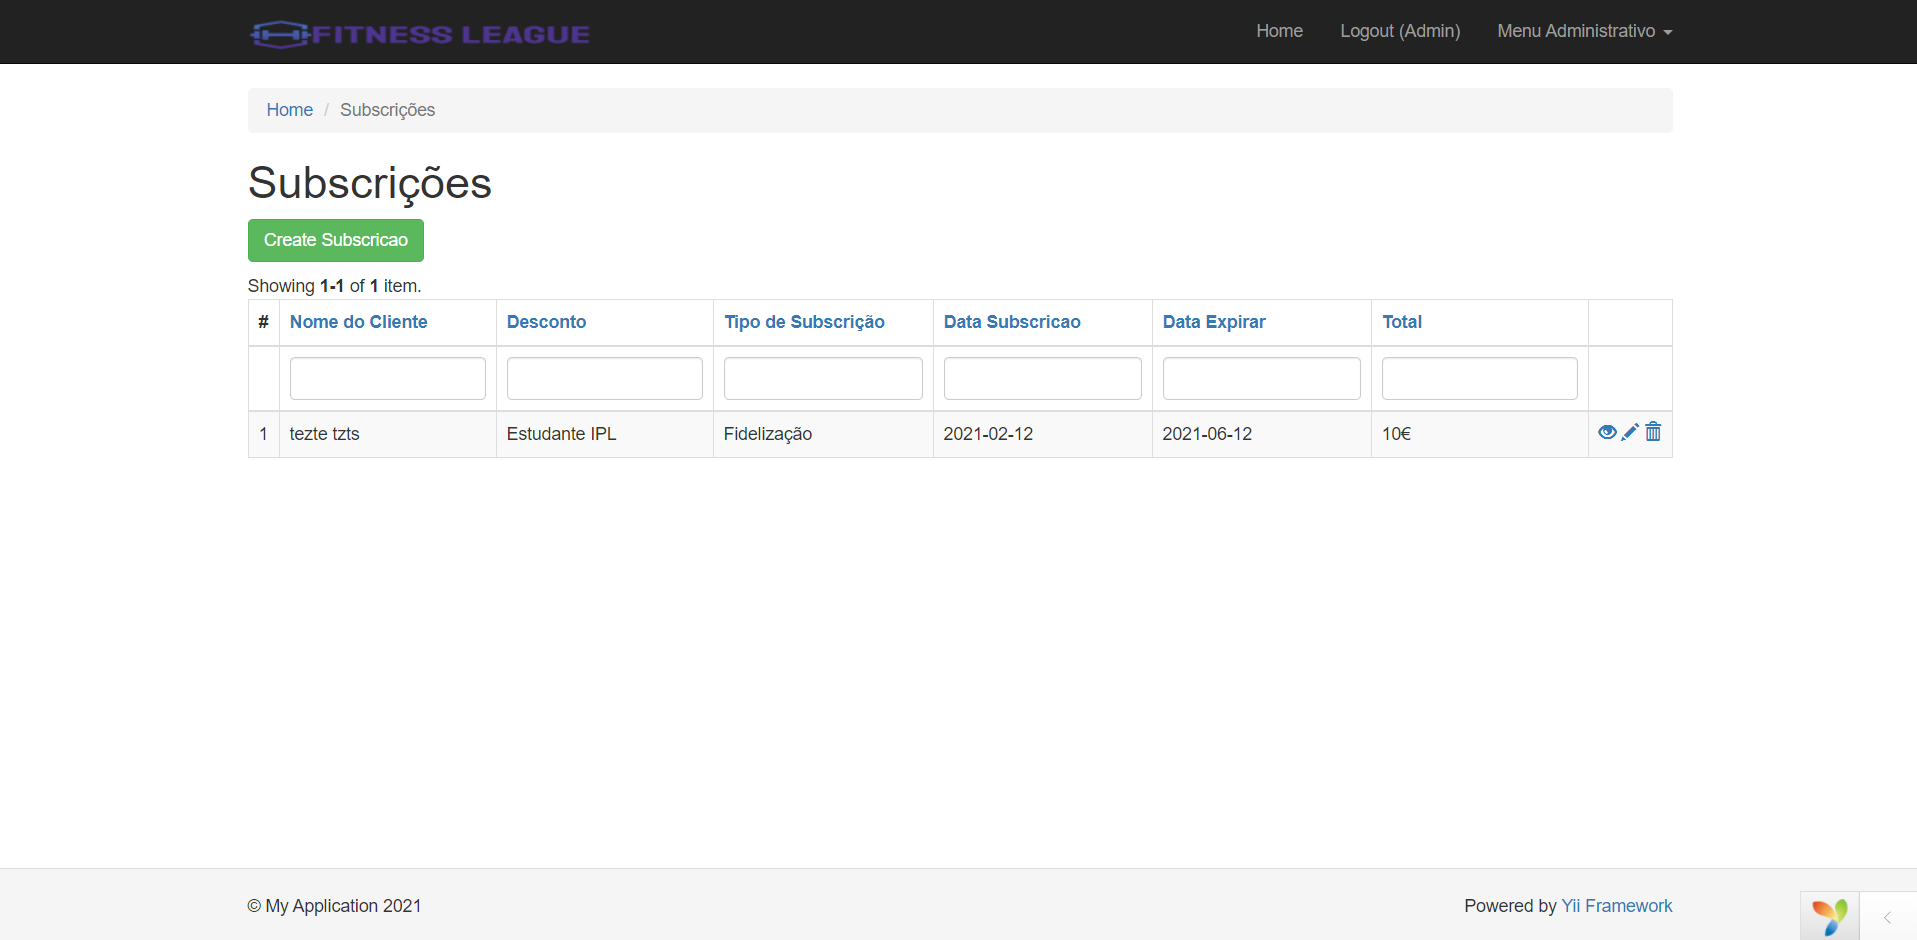 FITNESS LEAGUE Home Logout (Admin) Menu Administrativo
Home / Subscrições
Subscrições
Create Subscricao
Showing 1-1 of 1 item.
# Nome do Cliente Desconto Tipo de Subscrição Data Subscricao Data Expirar Total
1 tezte tzts Estudante IPL Fidelização 2021-02-12 2021-06-12 10€
© My Application 2021 Powered by Yii Framework